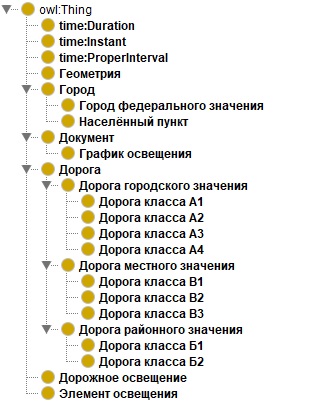 owl:Thing
time:Duration
time:Instant
time:ProperInterval
Геометрия
Город
Город федерального значения
Населённый пункт
Документ
График освещения
Дорога
Дорога городского значения
Дорога класса А1
Дорога класса А2
Дорога класса А3
Дорога класса А4
Дорога местного значения
Дорога класса В1
Дорога класса В2
Дорога класса В3
Дорога районного значения
Дорога класса Б1
Дорога класса Б2
Дорожное освещение
Элемент освещения